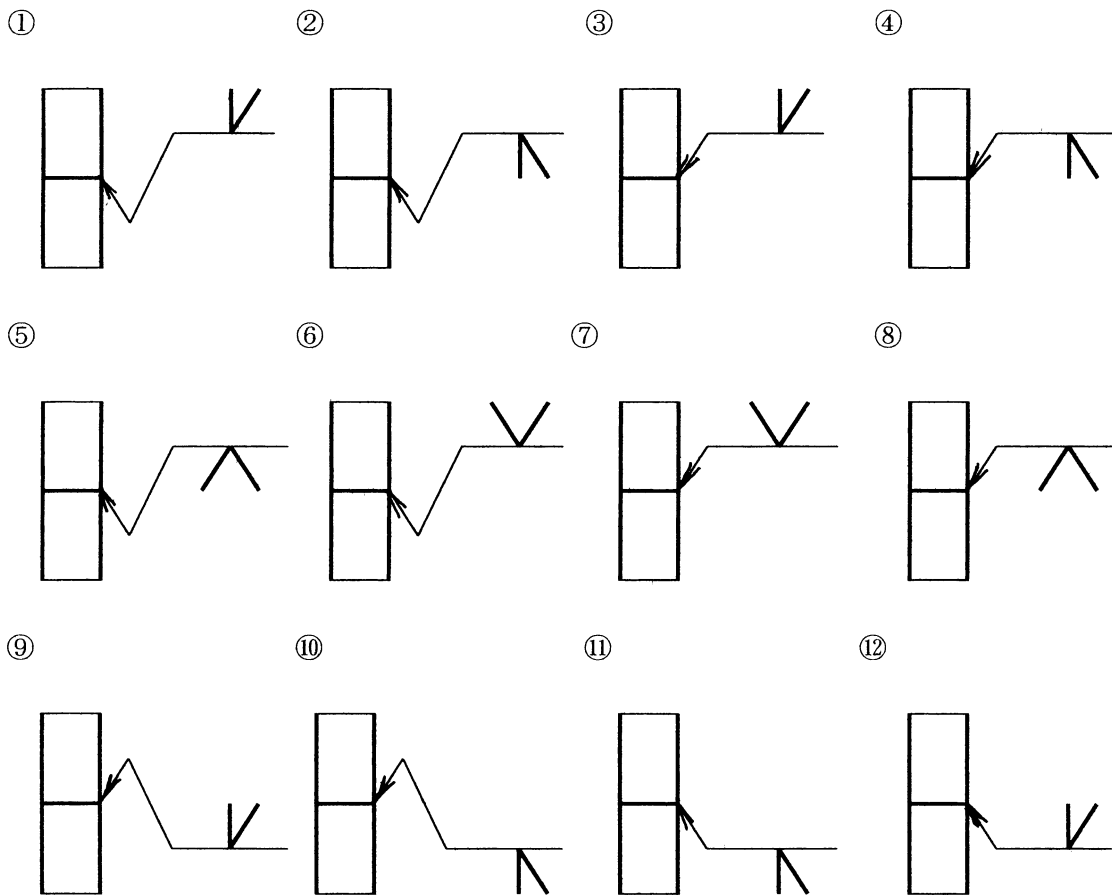 ① ② ③ ④
⑤ ⑥ ⑦ ⑧
⑨ ⑩ ⑪ ⑫